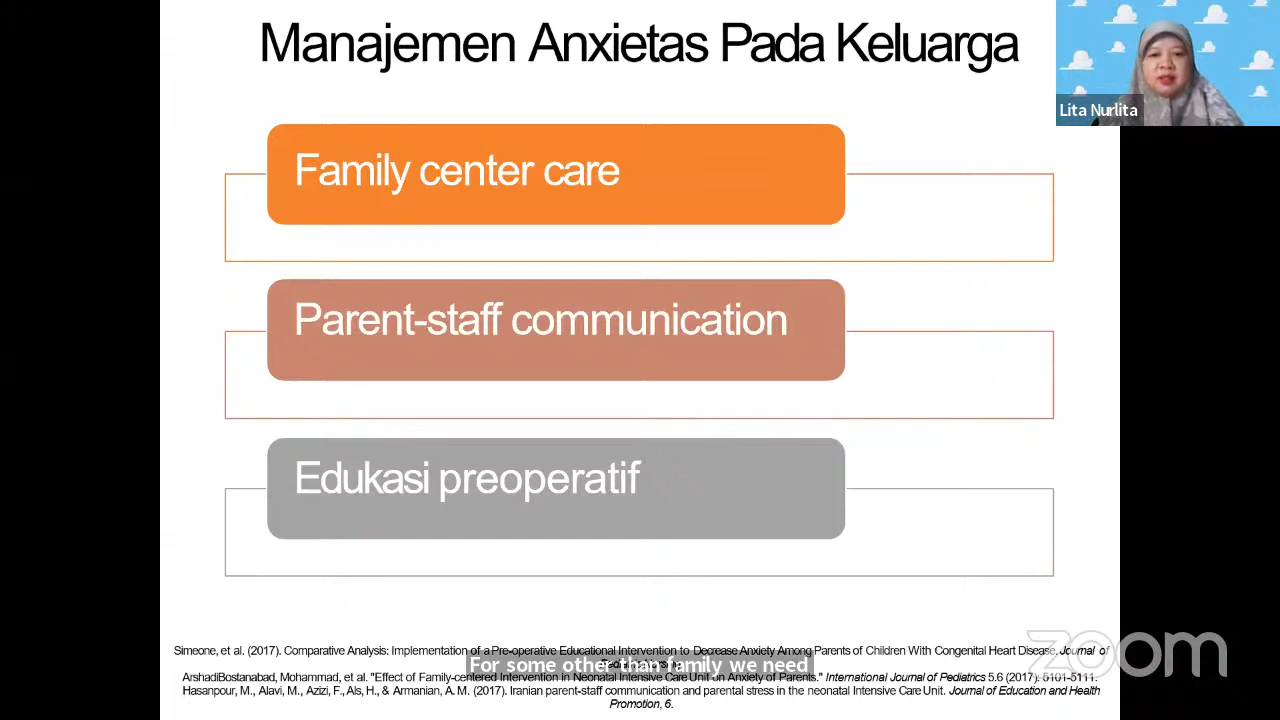 Manajemen Anxietas Pada Keluarga
Lita Nurlita
Family center care
Parent-staff communication
Edukasi preoperatif
Simeone, et al. (2017). Comparative Analysis: Implementation of a Pre-operative Educational Intervention to Decrease Anxiety Among Parents of Children With Congenital Heart Disease. Journal of
For some other than family we need
ArshadiBostanabad, Mohammad, et al. "Effect of Family-centered Intervention in Neonatal Intensive Care Unit on Anxiety of Parents." International Journal of Pediatrics 5.6 (2017): 5101-5111.
Hasanpour, M., Alavi, M., Azizi, F., Als, H., & Armanian, A. M. (2017). Iranian parent-staff communication and parental stress in the neonatal Intensive Care Unit. Journal of Education and Health
Promotion, 6.
zoom